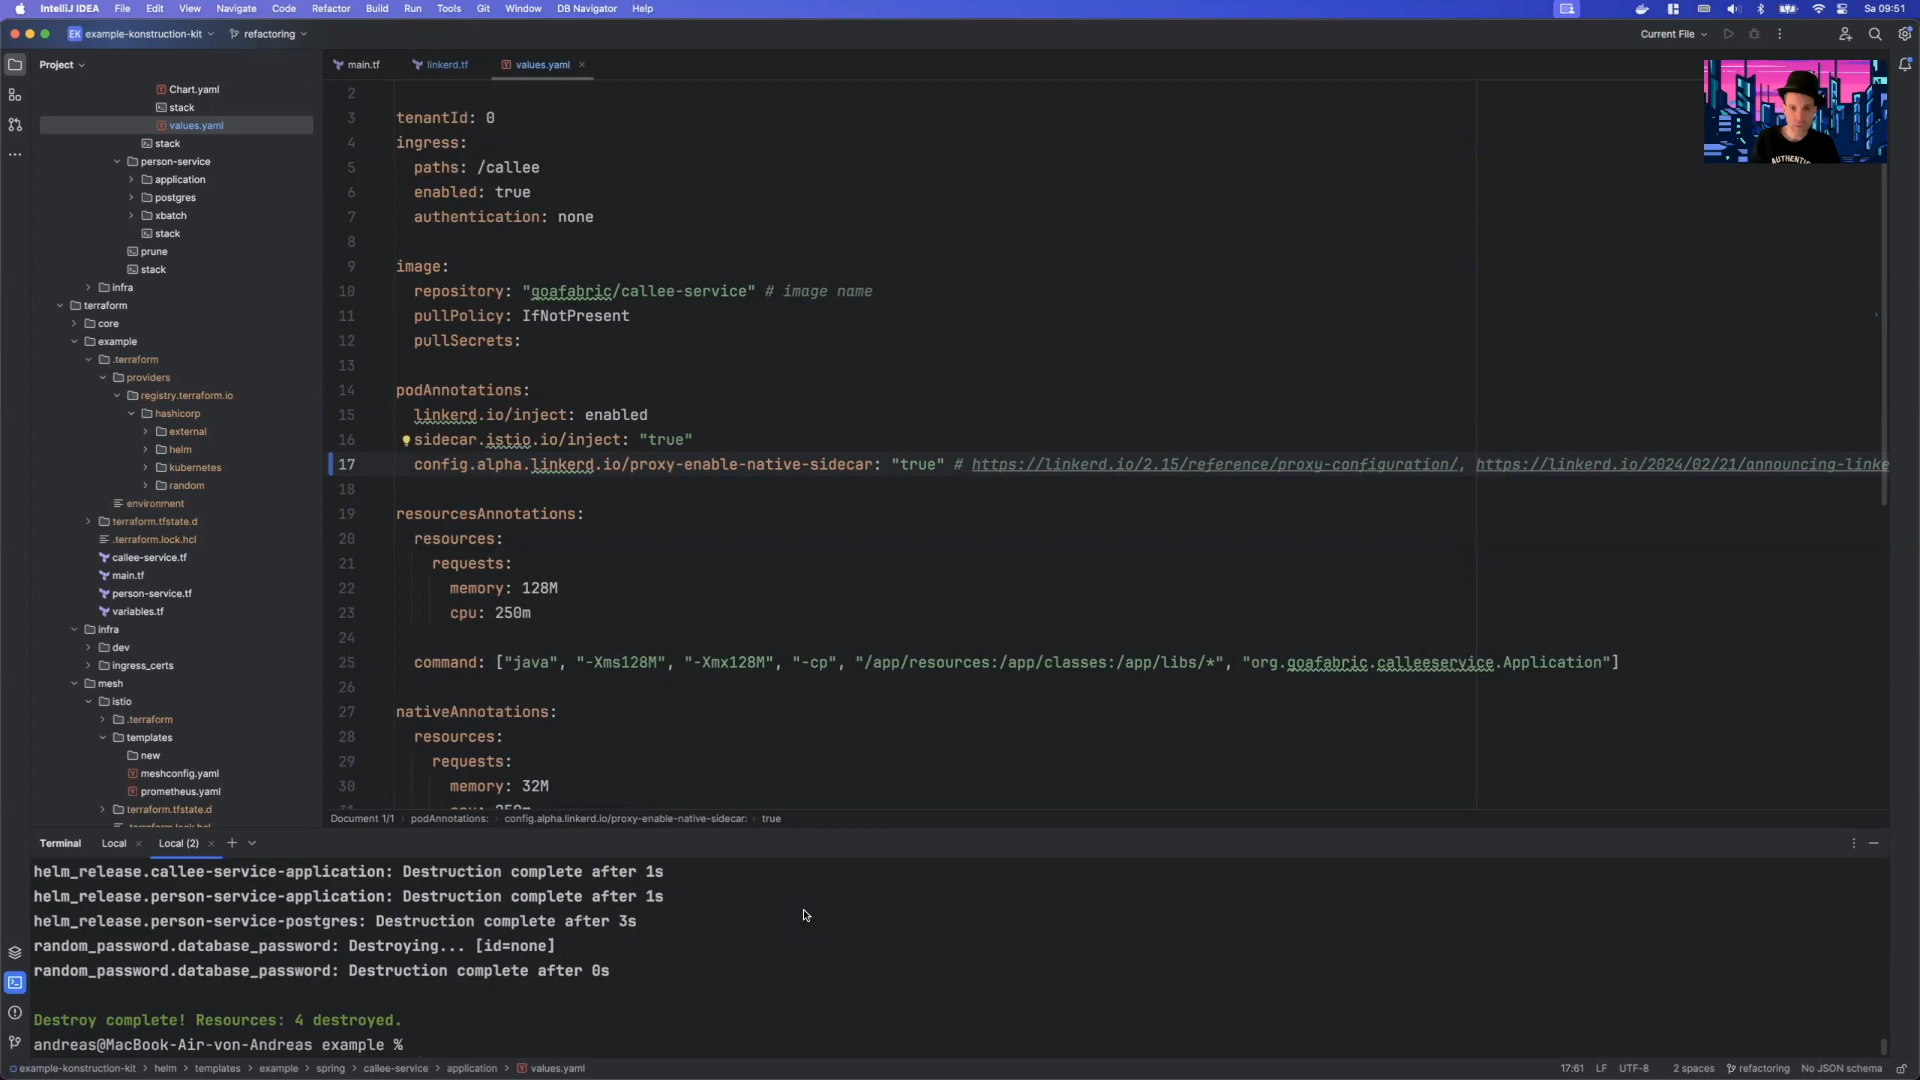 IntelliJ IDEA File Edit View Navigate Code Refactor Build Run Tools Git Window DB Navigator Help Sa 09:51
EK example-konstruction-kit refactoring Current File
Project
main.tf linkerd.tf values.yaml
Chart.yaml
stack
values.yaml
stack
person-service
application
postgres
xbatch
stack
prune
stack
infra
terraform
core
example
.terraform
providers
registry.terraform.io
hashicorp
external
helm
kubernetes
random
environment
terraform.tfstate.d
.terraform.lock.hcl
callee-service.tf
main.tf
person-service.tf
variables.tf
infra
dev
ingress_certs
mesh
istio
.terraform
templates
new
meshconfig.yaml
prometheus.yaml
terraform.tfstate.d
.terraform.lock.hcl
2
3 tenantId: 0
4 ingress:
5 paths: /callee
6 enabled: true
7 authentication: none
8
9 image:
10 repository: "goafabric/callee-service" # image name
11 pullPolicy: IfNotPresent
12 pullSecrets:
13
14 podAnnotations:
15 linkerd.io/inject: enabled
16 sidecar.istio.io/inject: "true"
17 config.alpha.linkerd.io/proxy-enable-native-sidecar: "true" # https://linkerd.io/2.15/reference/proxy-configuration/, https://linkerd.io/2024/02/21/announcing-linke
18
19 resourcesAnnotations:
20 resources:
21 requests:
22 memory: 128M
23 cpu: 250m
24
25 command: ["java", "-Xms128M", "-Xmx128M", "-cp", "/app/resources:/app/classes:/app/libs/*", "org.goafabric.calleeservice.Application"]
26
27 nativeAnnotations:
28 resources:
29 requests:
30 memory: 32M
31 cpu: 250m
AUTHENTI
Document 1/1 podAnnotations: config.alpha.linkerd.io/proxy-enable-native-sidecar: true
Terminal Local Local (2)
helm_release.callee-service-application: Destruction complete after 1s
helm_release.person-service-application: Destruction complete after 1s
helm_release.person-service-postgres: Destruction complete after 3s
random_password.database_password: Destroying... [id=none]
random_password.database_password: Destruction complete after 0s
Destroy complete! Resources: 4 destroyed.
andreas@MacBook-Air-von-Andreas example %
example-konstruction-kit helm templates example spring callee-service application values.yaml 17:61 LF UTF-8 2 spaces refactoring No JSON schema